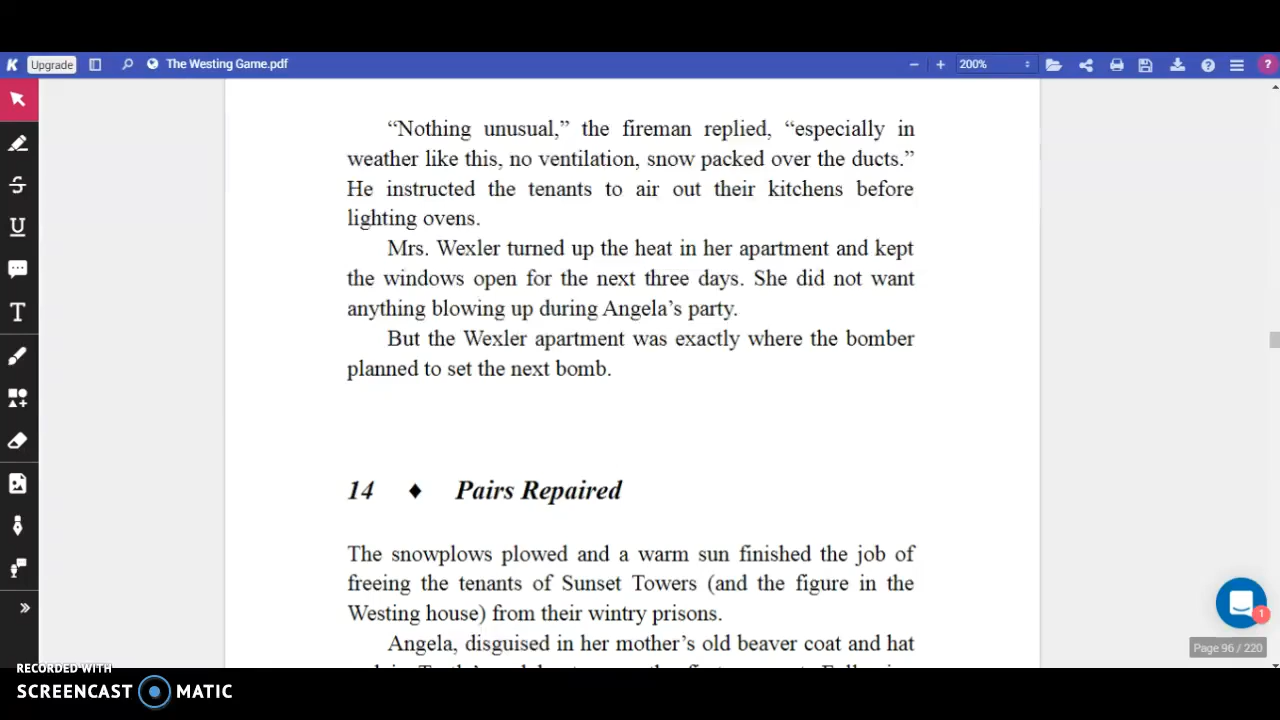 K Upgrade The Westing Game.pdf 200% ?
“Nothing unusual,” the fireman replied, “especially in
weather like this, no ventilation, snow packed over the ducts.”
He instructed the tenants to air out their kitchens before
lighting ovens.
Mrs. Wexler turned up the heat in her apartment and kept
the windows open for the next three days. She did not want
anything blowing up during Angela’s party.
But the Wexler apartment was exactly where the bomber
planned to set the next bomb.
14 ♦ Pairs Repaired
The snowplows plowed and a warm sun finished the job of
freeing the tenants of Sunset Towers (and the figure in the
Westing house) from their wintry prisons.
Angela, disguised in her mother’s old beaver coat and hat
1
Page 96 / 220
RECORDED WITH
SCREENCAST MATIC